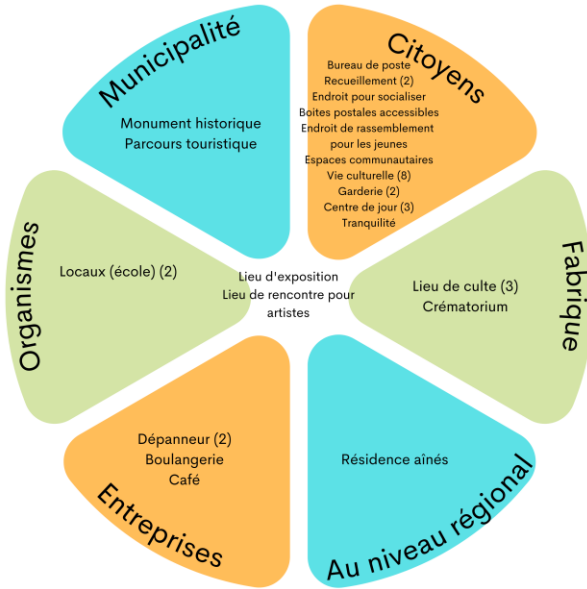 Municipalité
Monument historique
Parcours touristique
Citoyens
Bureau de poste
Recueillement (2)
Endroit pour socialiser
Boites postales accessibles
Endroit de rassemblement
pour les jeunes
Espaces communautaires
Vie culturelle (8)
Garderie (2)
Centre de jour (3)
Tranquilité
Organismes
Locaux (école) (2)
Lieu d'exposition
Lieu de rencontre pour
artistes
Fabrique
Lieu de culte (3)
Crématorium
Entreprises
Dépanneur (2)
Boulangerie
Café
Au niveau régional
Résidence aînés